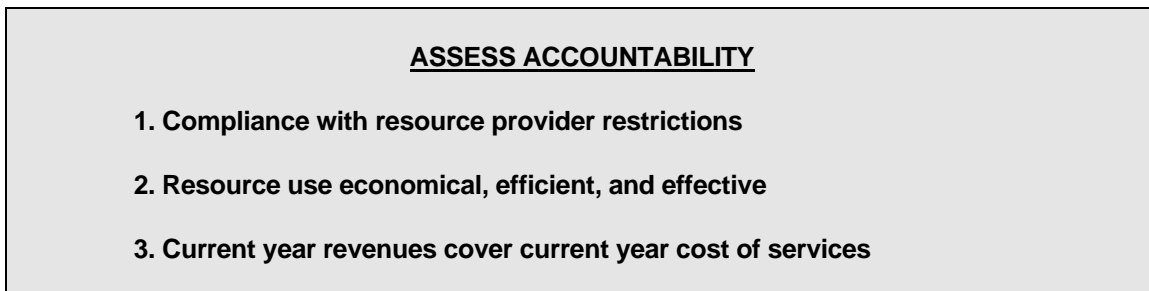 ASSESS ACCOUNTABILITY
1. Compliance with resource provider restrictions
2. Resource use economical, efficient, and effective
3. Current year revenues cover current year cost of services